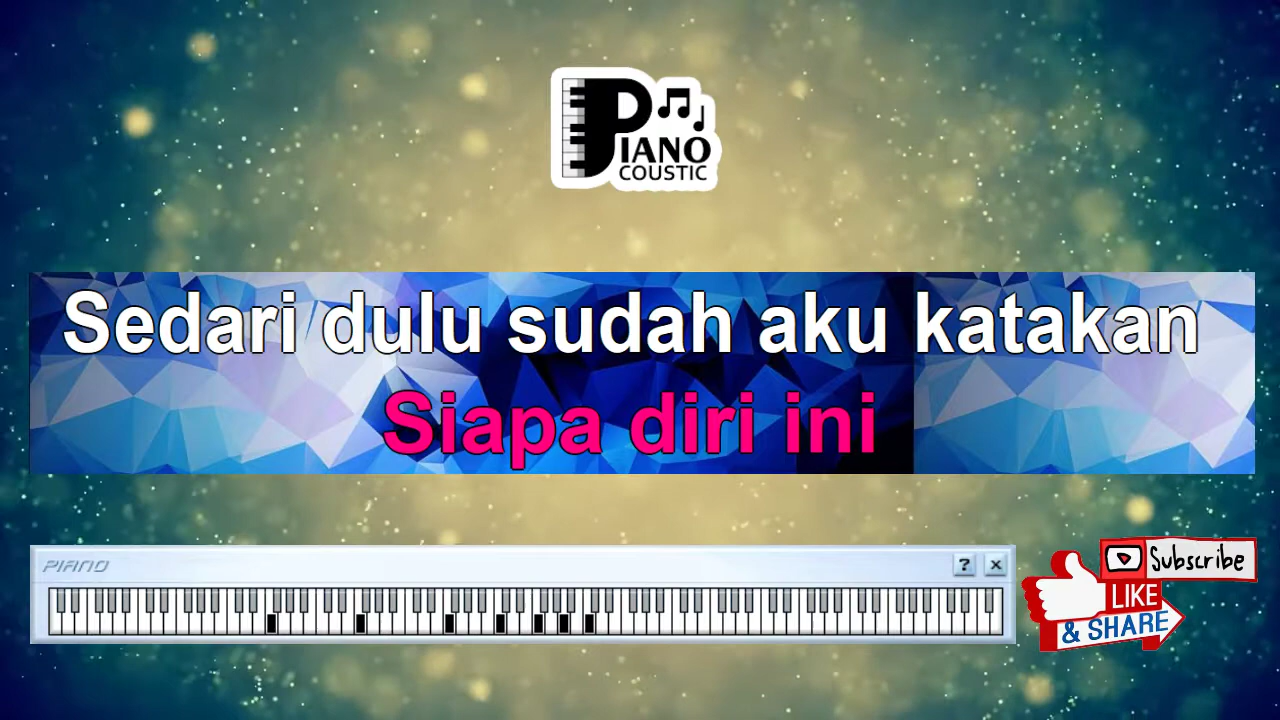 PIANO
COUSTIC
Sedari dulu sudah aku katakan
Siapa diri ini
PIANO
? x
Subscribe
LIKE
& SHARE